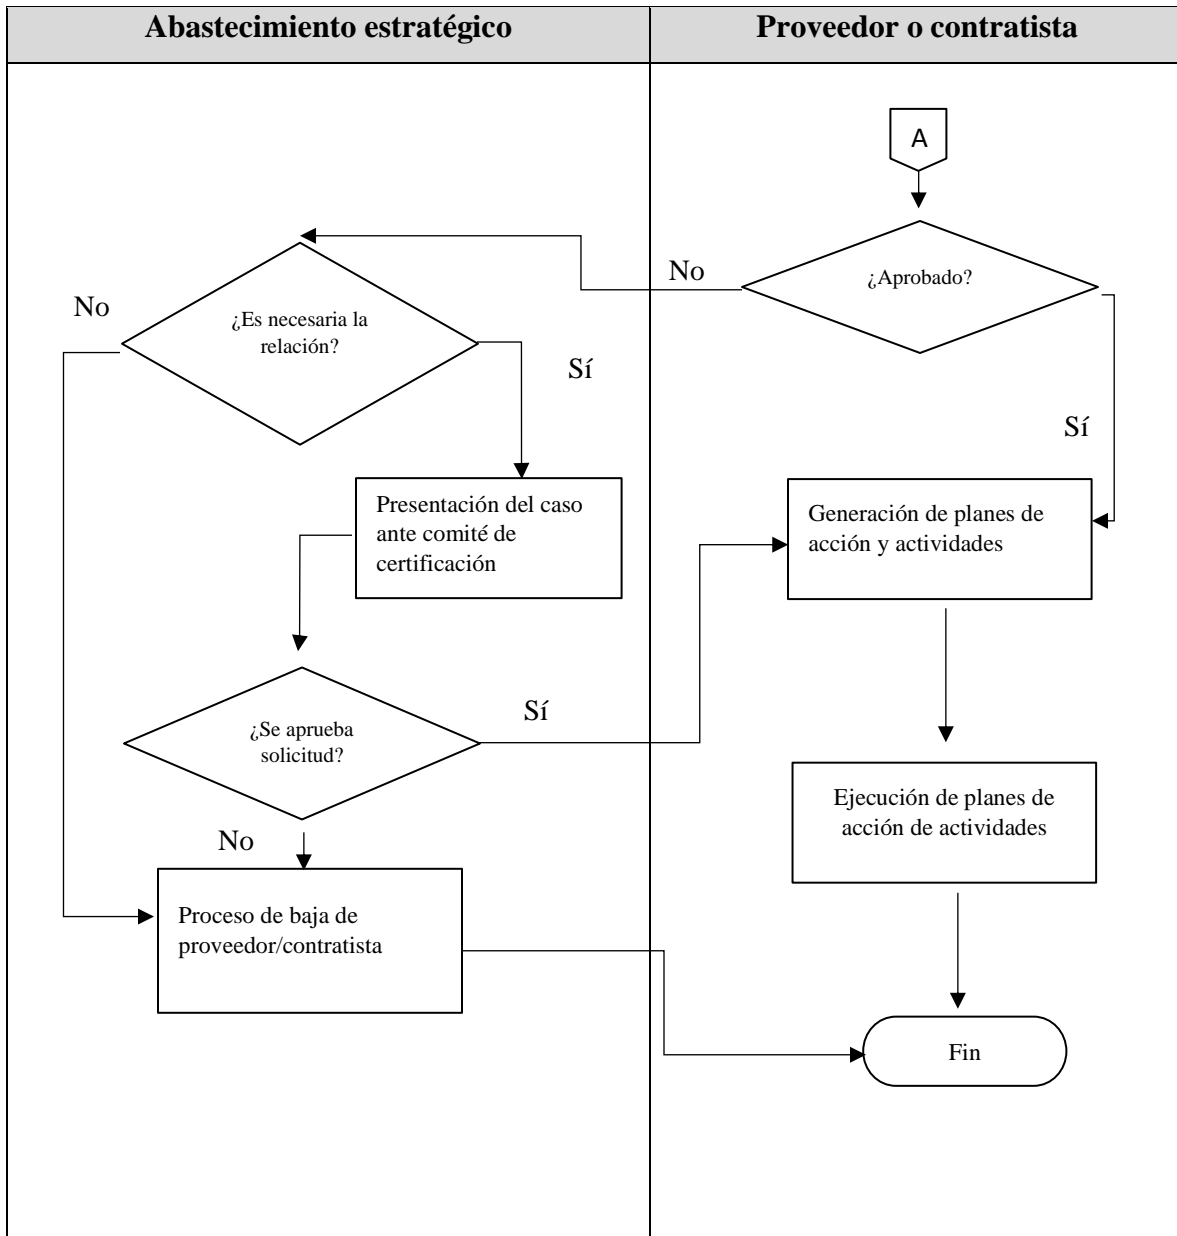 Abastecimiento estratégico
Proveedor o contratista
A
¿Aprobado?
No
Sí
¿Es necesaria la
relación?
No
Sí
Presentación del caso
ante comité de
certificación
Generación de planes de
acción y actividades
¿Se aprueba
solicitud?
Sí
No
Ejecución de planes de
acción de actividades
Proceso de baja de
proveedor/contratista
Fin